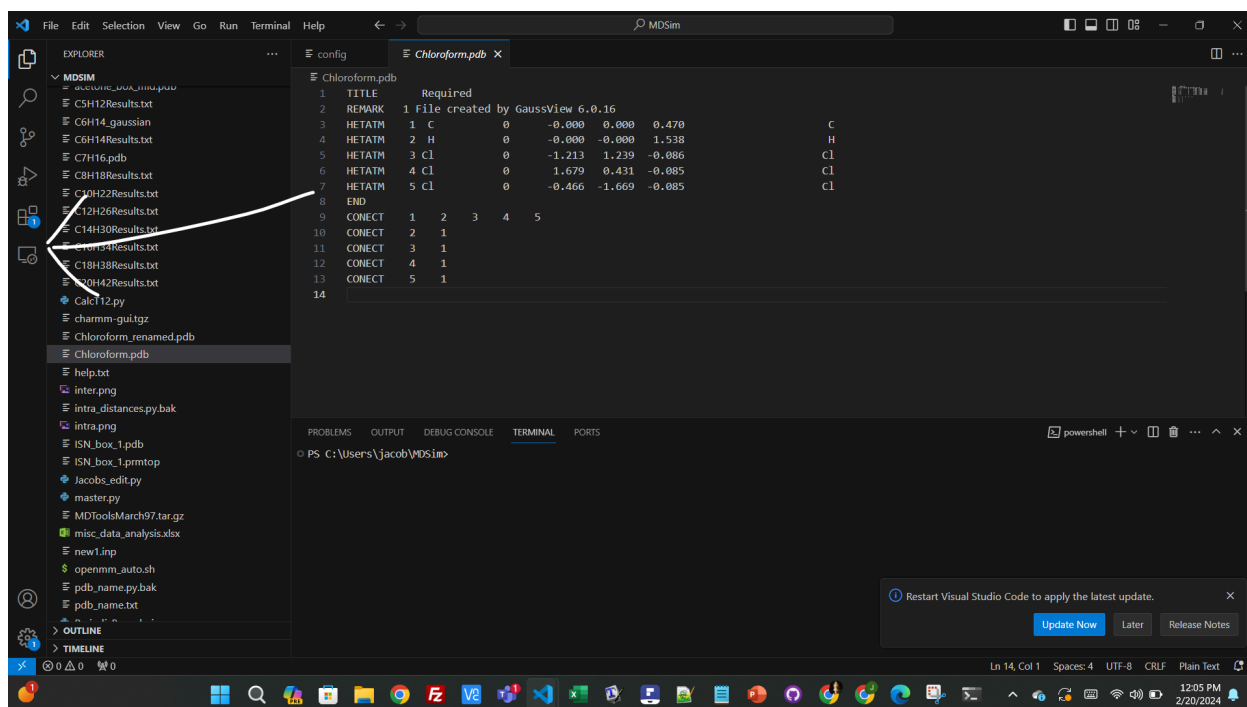 File Edit Selection View Go Run Terminal Help
MDSim
EXPLORER
MDSIM
acetone_box_mid.pdb
C5H12Results.txt
C6H14_gaussian
C6H14Results.txt
C7H16.pdb
C8H18Results.txt
C10H22Results.txt
C12H26Results.txt
C14H30Results.txt
C16H34Results.txt
C18H38Results.txt
C20H42Results.txt
CalcT12.py
charmm-gui.tgz
Chloroform_renamed.pdb
Chloroform.pdb
help.txt
inter.png
intra_distances.py.bak
intra.png
ISN_box_1.pdb
ISN_box_1.prmtop
Jacobs_edit.py
master.py
MDToolsMarch97.tar.gz
misc_data_analysis.xlsx
new1.inp
openmm_auto.sh
pdb_name.py.bak
pdb_name.txt
OUTLINE
TIMELINE
config Chloroform.pdb
Chloroform.pdb
1 TITLE Required
2 REMARK 1 File created by GaussView 6.0.16
3 HETATM 1 C 0 -0.000 0.000 0.470 C
4 HETATM 2 H 0 -0.000 -0.000 1.538 H
5 HETATM 3 Cl 0 -1.213 1.239 -0.086 Cl
6 HETATM 4 Cl 0 1.679 0.431 -0.085 Cl
7 HETATM 5 Cl 0 -0.466 -1.669 -0.085 Cl
8 END
9 CONECT 1 2 3 4 5
10 CONECT 2 1
11 CONECT 3 1
12 CONECT 4 1
13 CONECT 5 1
14
PROBLEMS OUTPUT DEBUG CONSOLE TERMINAL PORTS
powershell
PS C:\Users\jacob\MDSim>
Restart Visual Studio Code to apply the latest update.
Update Now Later Release Notes
0 0 0
Ln 14, Col 1 Spaces: 4 UTF-8 CRLF Plain Text
12:05 PM
2/20/2024